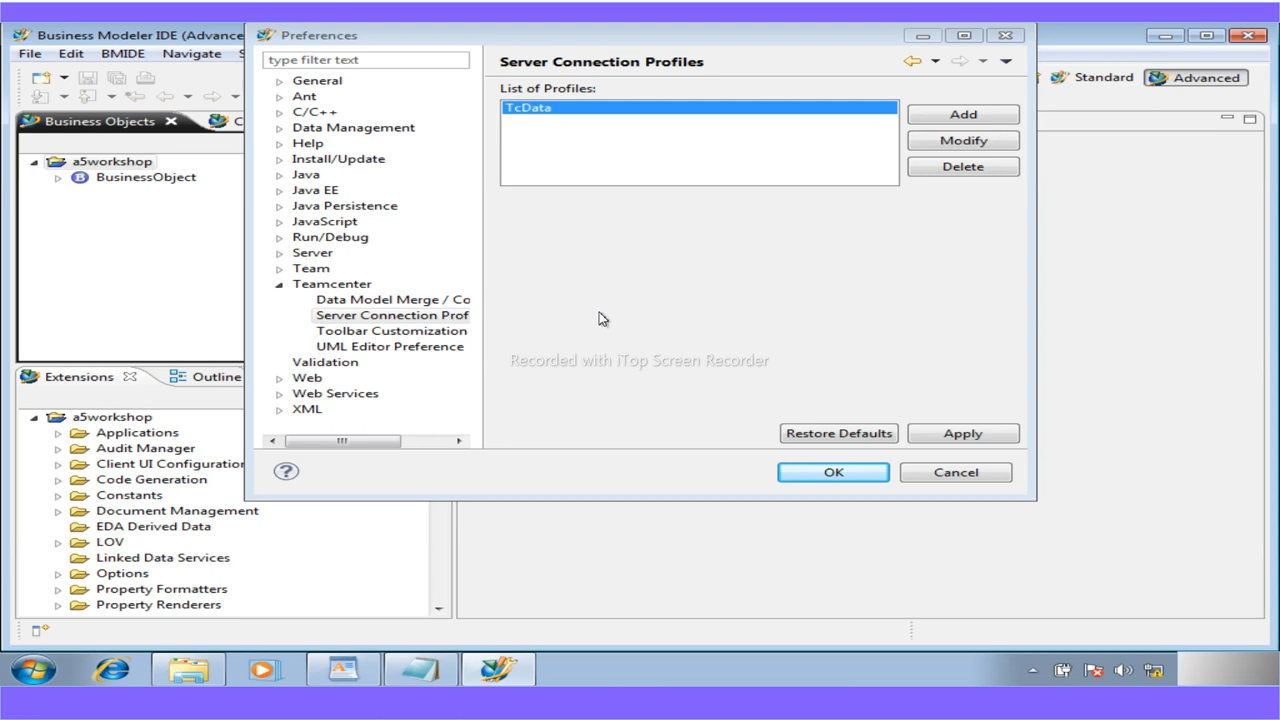 Business Modeler IDE (Advance
Preferences
File Edit BMIDE Navigate
type filter text
Server Connection Profiles
Standard
Advanced
List of Profiles:
TcData
Add
Modify
Delete
Business Objects
a5workshop
BusinessObject
General
Ant
C/C++
Data Management
Help
Install/Update
Java
Java EE
Java Persistence
JavaScript
Run/Debug
Server
Team
Teamcenter
Data Model Merge / Co
Server Connection Prof
Toolbar Customization
UML Editor Preference
Validation
Web
Web Services
XML
Recorded with iTop Screen Recorder
Restore Defaults
Apply
OK
Cancel
Extensions
Outline
a5workshop
Applications
Audit Manager
Client UI Configuration
Code Generation
Constants
Document Management
EDA Derived Data
LOV
Linked Data Services
Options
Property Formatters
Property Renderers